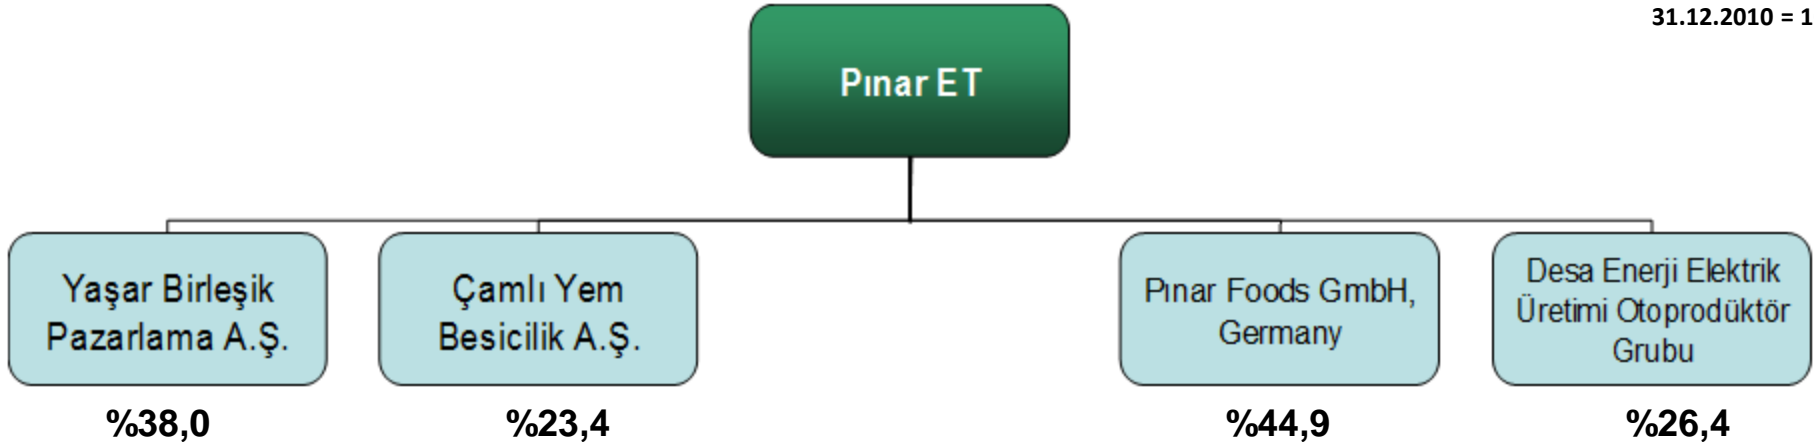 31.12.2010 = 1
Pınar ET
Yaşar Birleşik
Pazarlama A.Ş.
Çamlı Yem
Besicilik A.Ş.
Pınar Foods GmbH,
Germany
Desa Enerji Elektrik
Üretimi Otoprodüktör
Grubu
%38,0
%23,4
%44,9
%26,4